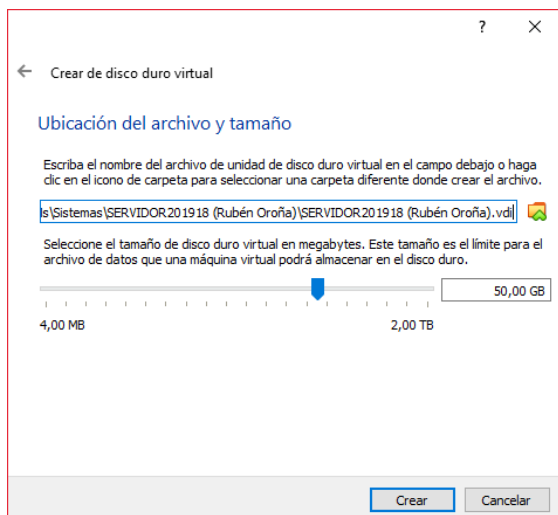 ?
Crear de disco duro virtual
Ubicación del archivo y tamaño
Escriba el nombre del archivo de unidad de disco duro virtual en el campo debajo o haga
clic en el icono de carpeta para seleccionar una carpeta diferente donde crear el archivo.
ls\Sistemas\SERVIDOR201918 (Rubén Oroña)\SERVIDOR201918 (Rubén Oroña).vdi
Seleccione el tamaño de disco duro virtual en megabytes. Este tamaño es el límite para el
archivo de datos que una máquina virtual podrá almacenar en el disco duro.
50,00 GB
4,00 MB 2,00 TB
Crear Cancelar